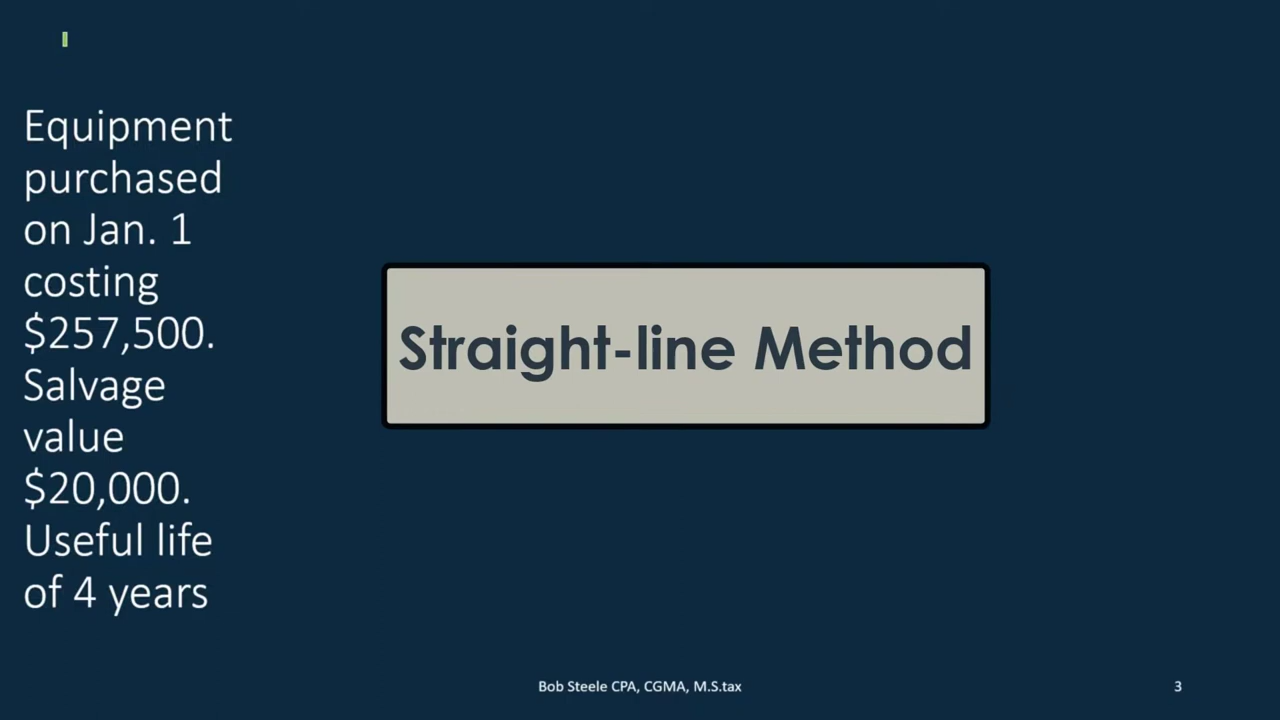 Equipment
purchased
on Jan. 1
costing
$257,500.
Salvage
value
$20,000.
Useful life
of 4 years
Straight-line Method
Bob Steele CPA, CGMA, M.S.tax
3